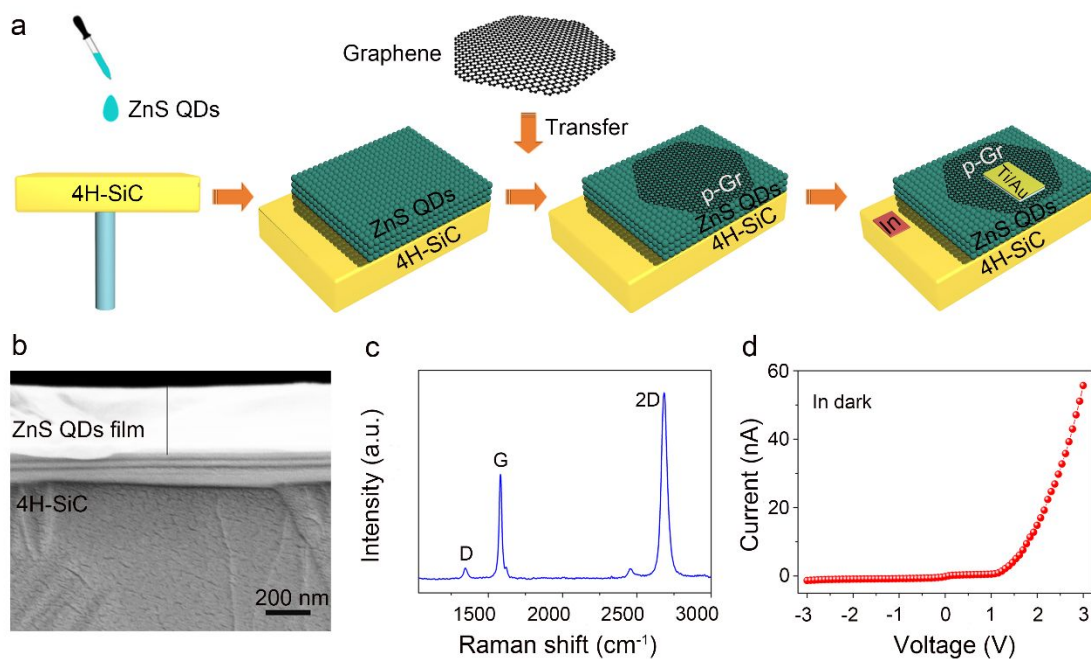 a
Graphene
ZnS QDs
Transfer
4H-SiC
ZnS QDs
4H-SiC
p-Gr
ZnS QDs
4H-SiC
p-Gr
Ti/Au
In
ZnS QDs
4H-SiC
b
ZnS QDs film
4H-SiC
200 nm
c
Intensity (a.u.)
D
G
2D
1500 2000 2500 3000
Raman shift (cm⁻¹)
d
In dark
Current (nA)
60
40
20
0
-3 -2 -1 0 1 2 3
Voltage (V)